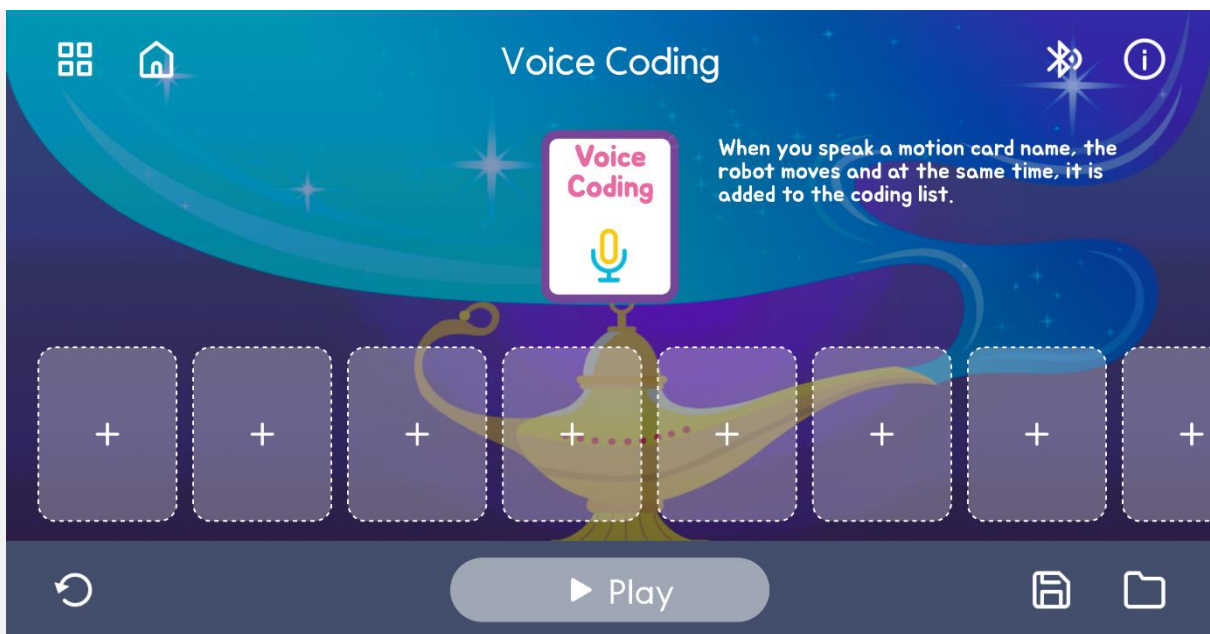 Voice Coding
Voice
Coding
When you speak a motion card name, the
robot moves and at the same time, it is
added to the coding list.
Play